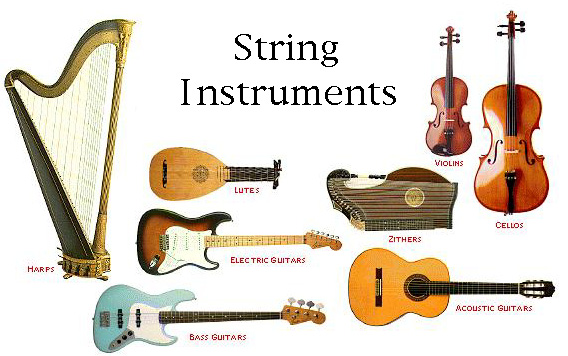 String
Instruments
Violins
Lutes
Cellos
Zithers
Electric Guitars
Harps
Acoustic Guitars
Bass Guitars